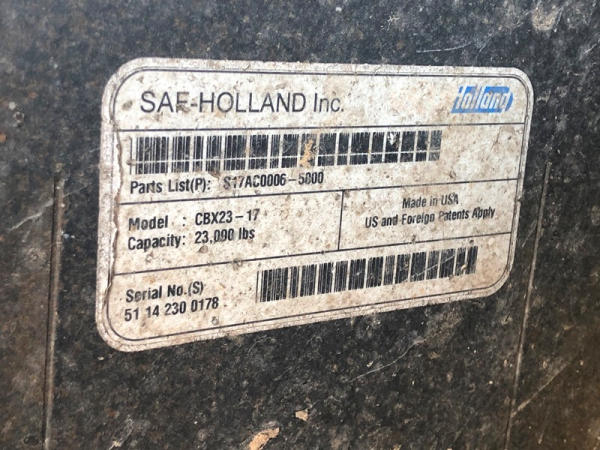 SAF-HOLLAND Inc.
Holland
Parts List(P): S17AC0006-5000
Model : CBX23-17
Capacity: 23,000 lbs
Made in USA
US and Foreign Patents Apply
Serial No.(S)
51 14 230 0178